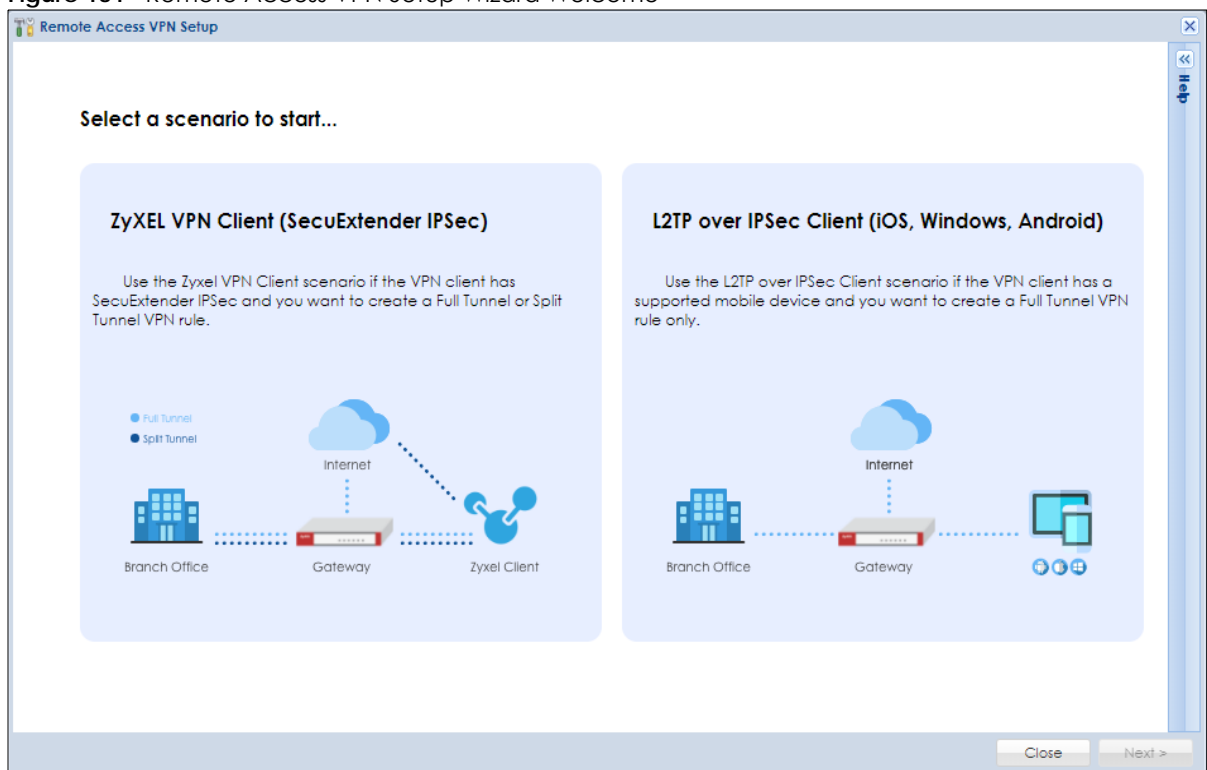 Remote Access VPN Setup
Help
Select a scenario to start...
ZyXEL VPN Client (SecuExtender IPSec)
Use the Zyxel VPN Client scenario if the VPN client has
SecuExtender IPSec and you want to create a Full Tunnel or Split
Tunnel VPN rule.
Full Tunnel
Split Tunnel
Internet
Branch Office
Gateway
Zyxel Client
L2TP over IPSec Client (iOS, Windows, Android)
Use the L2TP over IPSec Client scenario if the VPN client has a
supported mobile device and you want to create a Full Tunnel VPN
rule only.
Internet
Branch Office
Gateway
Close
Next >